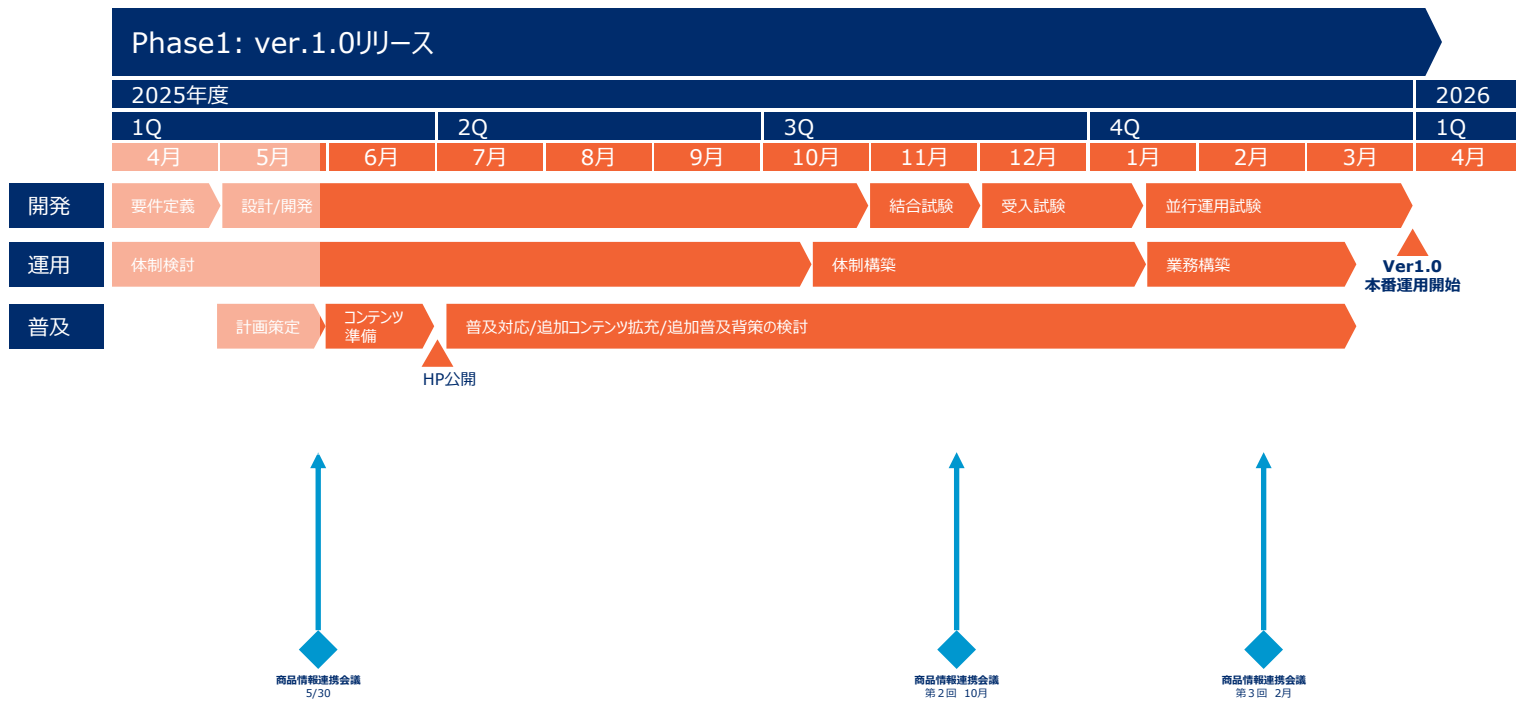 Phase1: ver.1.0リリース
2025年度
2026
1Q
2Q
3Q
4Q
1Q
4月
5月
6月
7月
8月
9月
10月
11月
12月
1月
2月
3月
4月
開発
要件定義
設計/開発
結合試験
受入試験
並行運用試験
運用
体制検討
体制構築
業務構築
Ver1.0
本番運用開始
普及
計画策定
コンテンツ
準備
普及対応/追加コンテンツ拡充/追加普及背策の検討
HP公開
商品情報連携会議
5/30
商品情報連携会議
第2回 10月
商品情報連携会議
第3回 2月